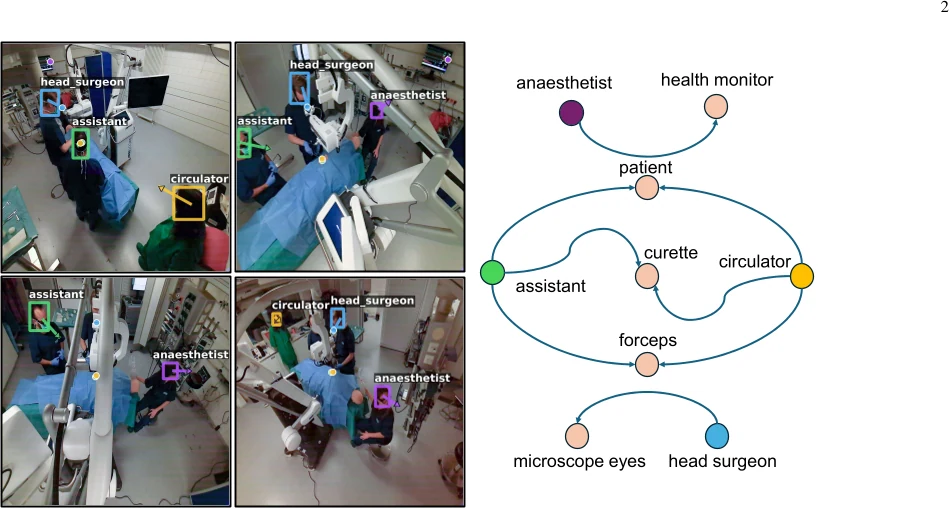 2
head_surgeon
assistant
circulator
head_surgeon
anaesthetist
assistant
assistant
anaesthetist
circulator
head_surgeon
anaesthetist
anaesthetist
health monitor
patient
curette
circulator
assistant
forceps
microscope eyes
head surgeon